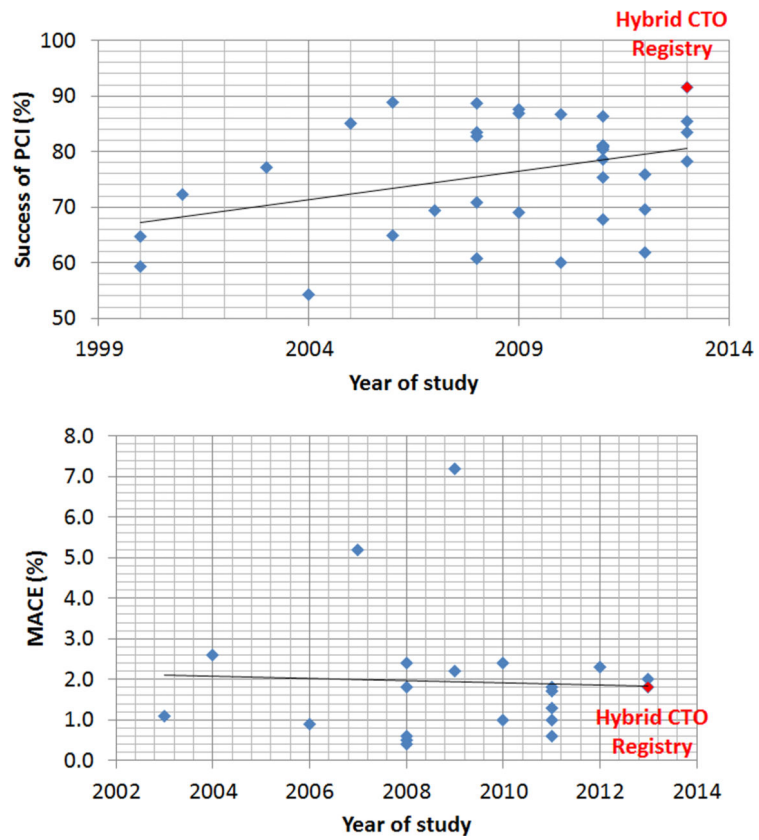 Hybrid CTO
Registry
100
90
80
70
60
50
Success of PCI (%)
1999 2004 2009 2014
Year of study
8.0
7.0
6.0
5.0
4.0
3.0
2.0
1.0
0.0
MACE (%)
Hybrid CTO
Registry
2002 2004 2006 2008 2010 2012 2014
Year of study